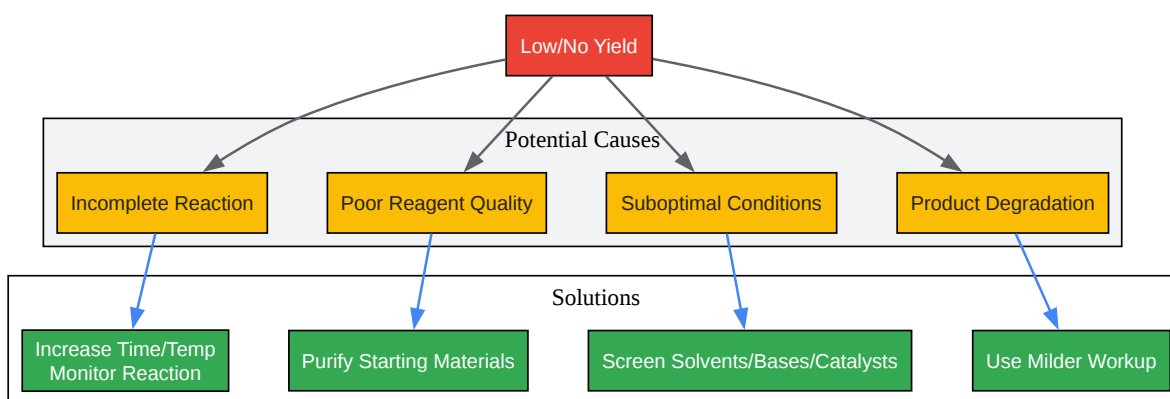 Low/No Yield
Potential Causes
Incomplete Reaction
Poor Reagent Quality
Suboptimal Conditions
Product Degradation
Solutions
Increase Time/Temp
Monitor Reaction
Purify Starting Materials
Screen Solvents/Bases/Catalysts
Use Milder Workup